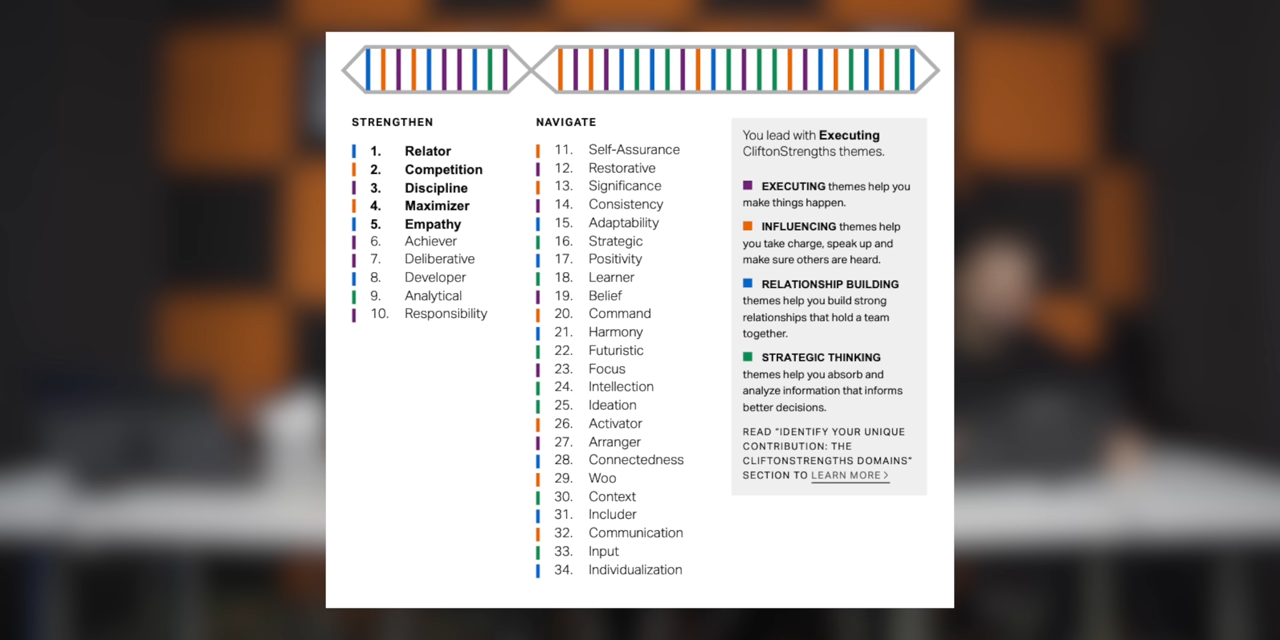 STRENGTHEN
1. Relator
2. Competition
3. Discipline
4. Maximizer
5. Empathy
6. Achiever
7. Deliberative
8. Developer
9. Analytical
10. Responsibility
NAVIGATE
11. Self-Assurance
12. Restorative
13. Significance
14. Consistency
15. Adaptability
16. Strategic
17. Positivity
18. Learner
19. Belief
20. Command
21. Harmony
22. Futuristic
23. Focus
24. Intellection
25. Ideation
26. Activator
27. Arranger
28. Connectedness
29. Woo
30. Context
31. Includer
32. Communication
33. Input
34. Individualization
You lead with Executing
CliftonStrengths themes.
EXECUTING themes help you
make things happen.
INFLUENCING themes help
you take charge, speak up and
make sure others are heard.
RELATIONSHIP BUILDING
themes help you build strong
relationships that hold a team
together.
STRATEGIC THINKING
themes help you absorb and
analyze information that informs
better decisions.
READ "IDENTIFY YOUR UNIQUE
CONTRIBUTION: THE
CLIFTONSTRENGTHS DOMAINS"
SECTION TO LEARN MORE >